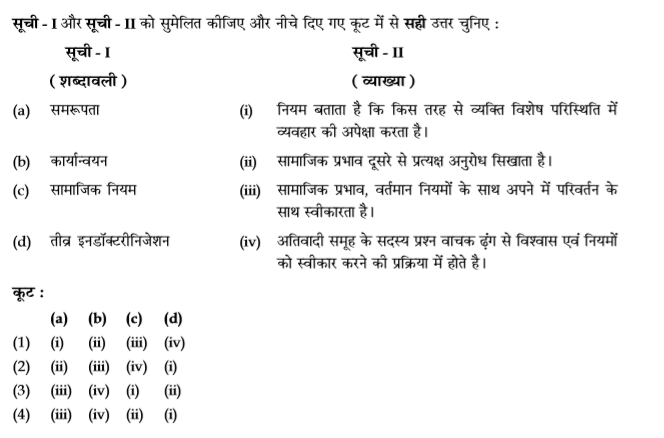 सूची - I और सूची - II को सुमेलित कीजिए और नीचे दिए गए कूट में से सही उत्तर चुनिए :
सूची - I सूची - II
( शब्दावली ) ( व्याख्या )
(a) समरूपता (i) नियम बताता है कि किस तरह से व्यक्ति विशेष परिस्थिति में
व्यवहार की अपेक्षा करता है।
(b) कार्यान्वयन (ii) सामाजिक प्रभाव दूसरे से प्रत्यक्ष अनुरोध सिखाता है।
(c) सामाजिक नियम (iii) सामाजिक प्रभाव, वर्तमान नियमों के साथ अपने में परिवर्तन के
साथ स्वीकारता है।
(d) तीव्र इनडॉक्टरीनिजेशन (iv) अतिवादी समूह के सदस्य प्रश्न वाचक ढ़ंग से विश्वास एवं नियमों
को स्वीकार करने की प्रक्रिया में होते है।
कूट :
(a) (b) (c) (d)
(1) (i) (ii) (iii) (iv)
(2) (ii) (iii) (iv) (i)
(3) (iii) (iv) (i) (ii)
(4) (iii) (iv) (ii) (i)